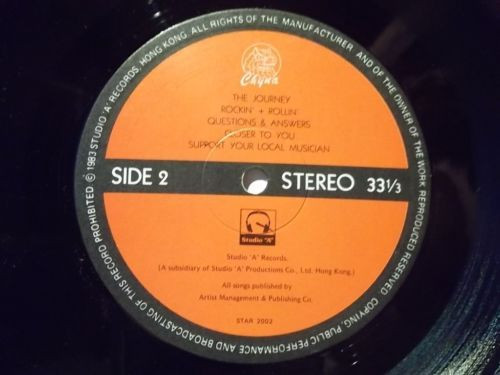 PROHIBITED. Ⓟ 1983 STUDIO 'A' RECORDS, HONG KONG. ALL RIGHTS OF THE MANUFACTURER AND OF THE OWNER OF THE WORK REPRODUCED RESERVED. COPYING, PUBLIC PERFORMANCE AND BROADCASTING OF THIS RECORD
Chyna
THE JOURNEY
ROCKIN' + ROLLIN'
QUESTIONS & ANSWERS
CLOSER TO YOU
SUPPORT YOUR LOCAL MUSICIAN
SIDE 2 STEREO 33 1/3
Studio "A"
Studio 'A' Records.
(A subsidiary of Studio 'A' Productions Co., Ltd. Hong Kong.)
All songs published by
Artist Management & Publishing Co.
STAR 2002